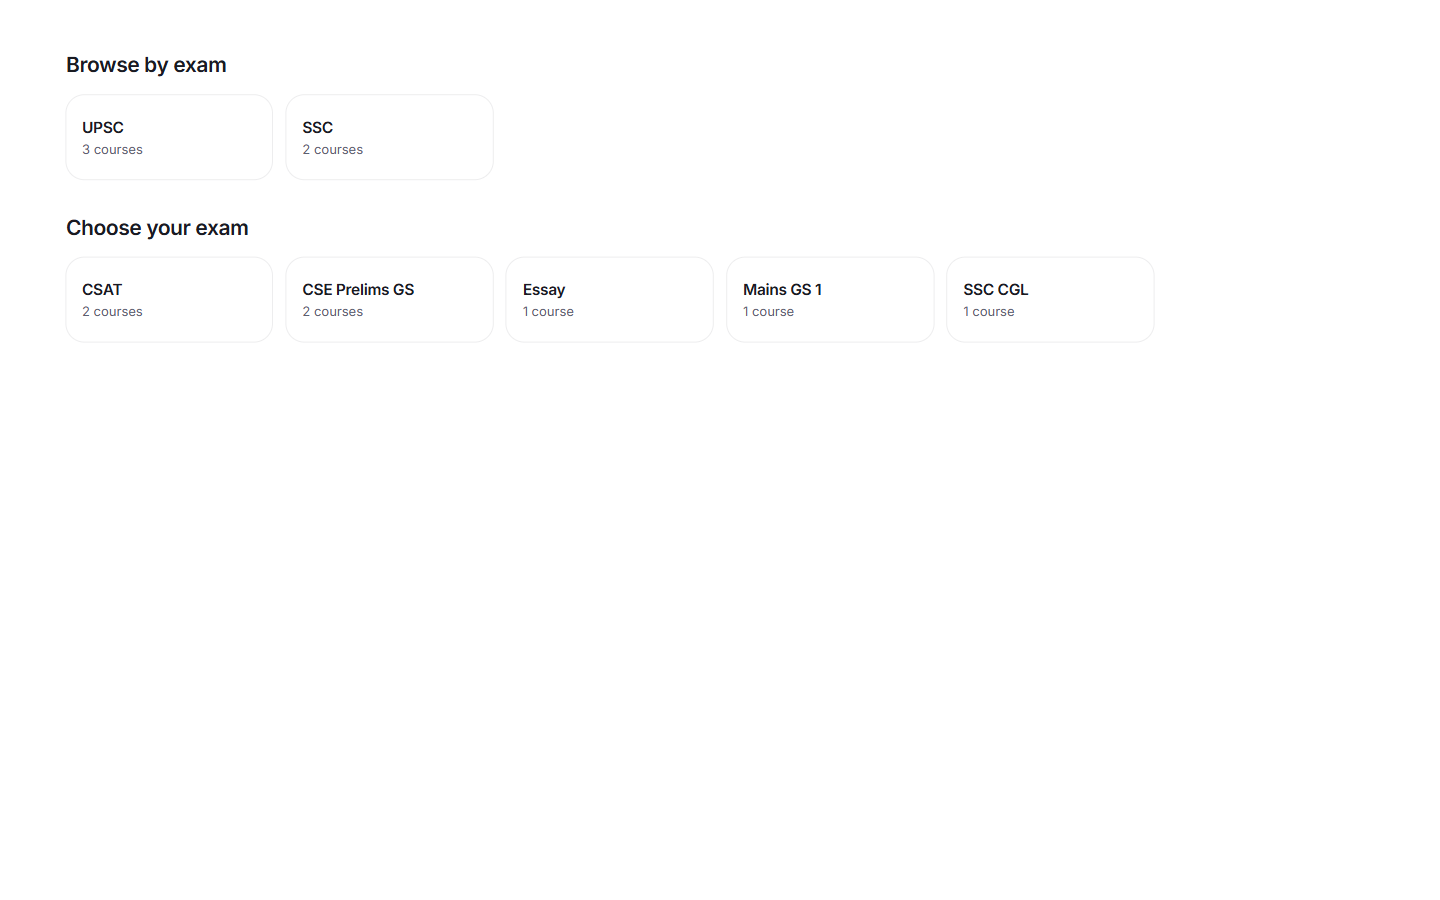 Browse by exam
UPSC
3 courses
SSC
2 courses
Choose your exam
CSAT
2 courses
CSE Prelims GS
2 courses
Essay
1 course
Mains GS 1
1 course
SSC CGL
1 course